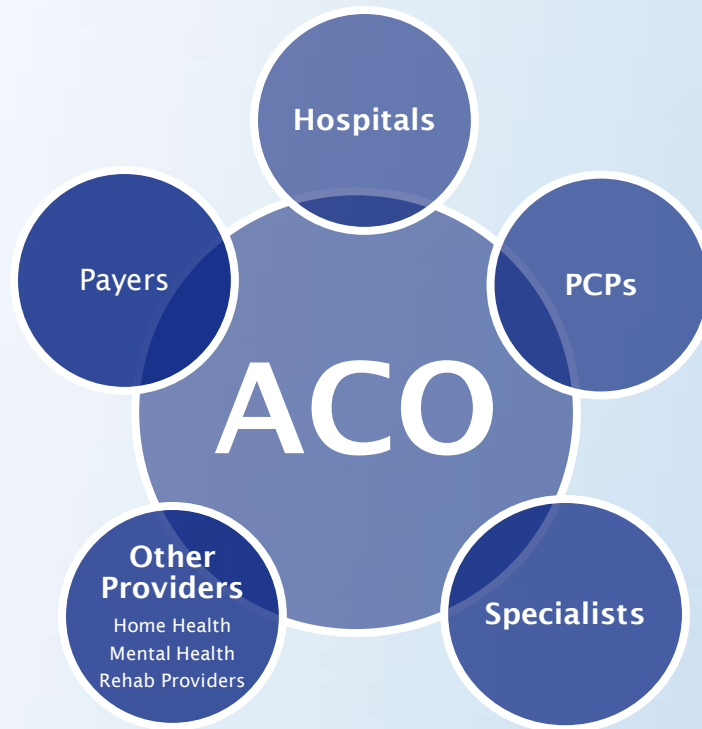 Hospitals
Payers
PCPs
ACO
Other
Providers
Home Health
Mental Health
Rehab Providers
Specialists